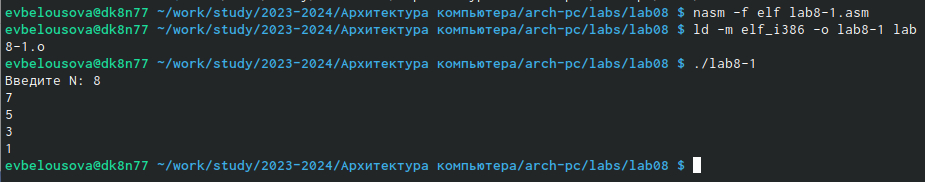 evbelousova@dk8n77 ~/work/study/2023-2024/Архитектура компьютера/arch-pc/labs/lab08 $ nasm -f elf lab8-1.asm
evbelousova@dk8n77 ~/work/study/2023-2024/Архитектура компьютера/arch-pc/labs/lab08 $ ld -m elf_i386 -o lab8-1 lab
8-1.o
evbelousova@dk8n77 ~/work/study/2023-2024/Архитектура компьютера/arch-pc/labs/lab08 $ ./lab8-1
Введите N: 8
7
5
3
1
evbelousova@dk8n77 ~/work/study/2023-2024/Архитектура компьютера/arch-pc/labs/lab08 $